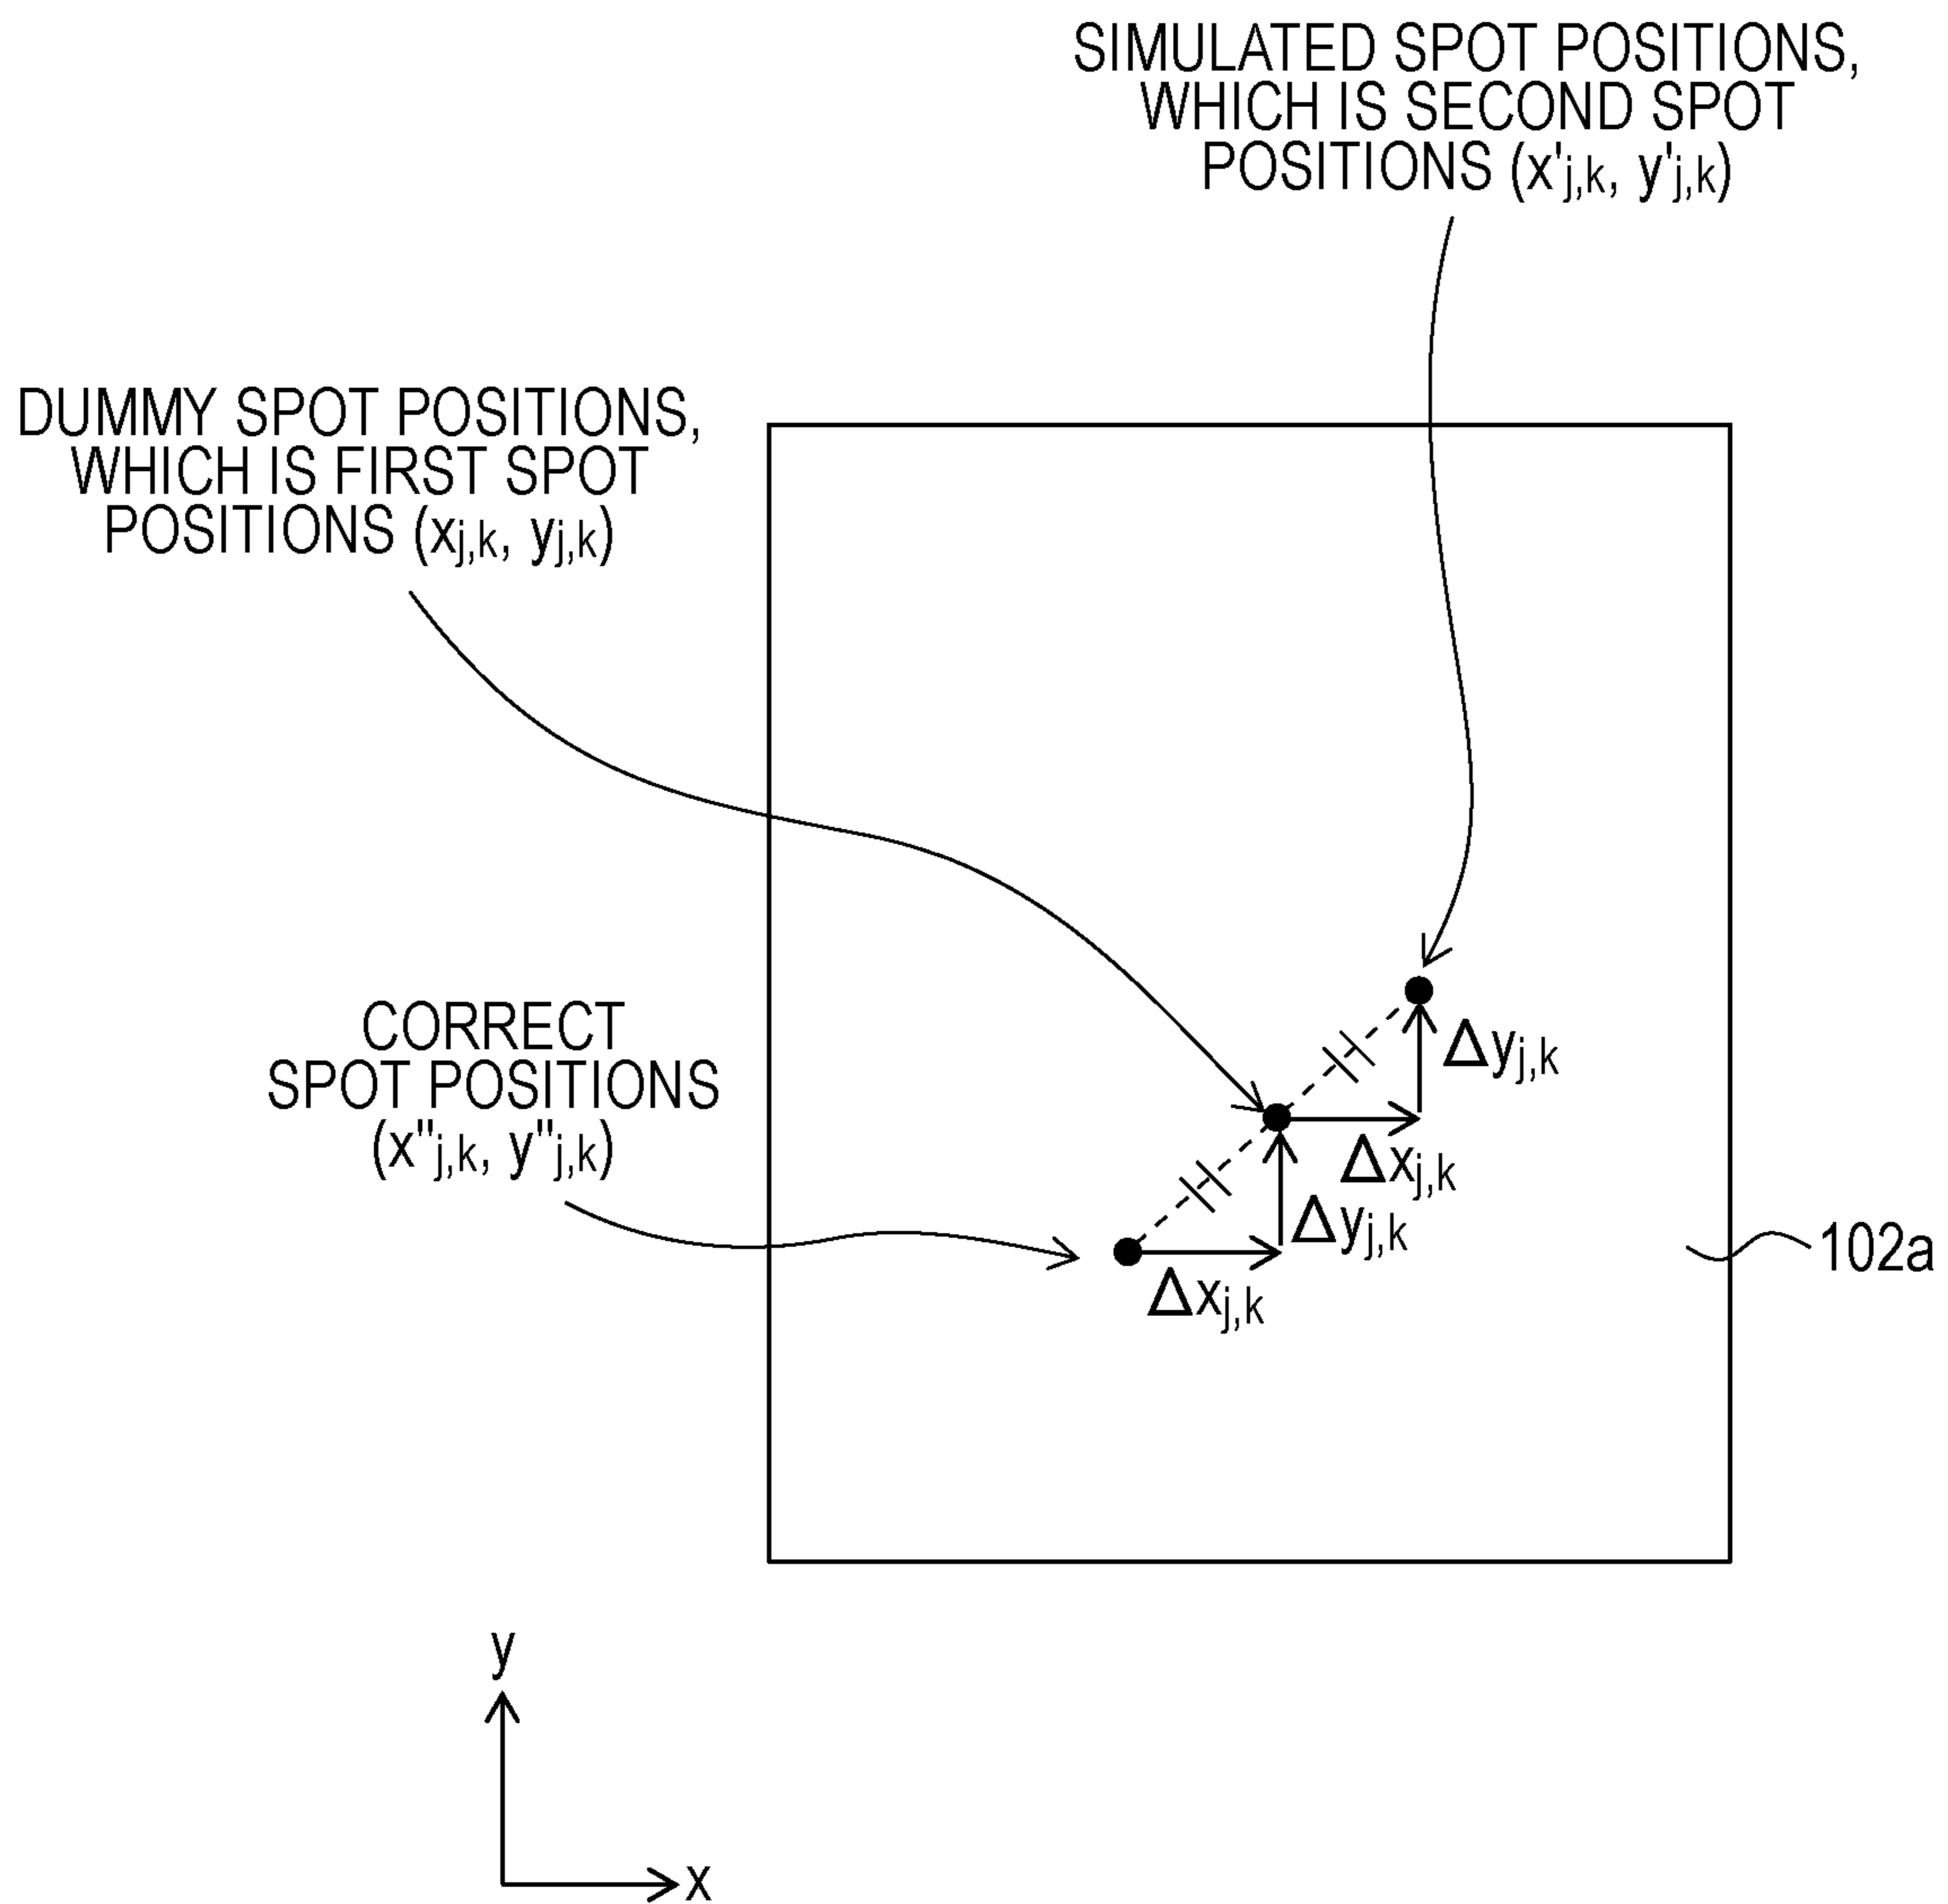 SIMULATED SPOT POSITIONS,
WHICH IS SECOND SPOT
POSITIONS (x'j,k, y'j,k)
DUMMY SPOT POSITIONS,
WHICH IS FIRST SPOT
POSITIONS (xj,k, yj,k)
CORRECT
SPOT POSITIONS
(x"j,k, y"j,k)
Δyj,k
Δxj,k
Δyj,k
Δxj,k
102a
y
x